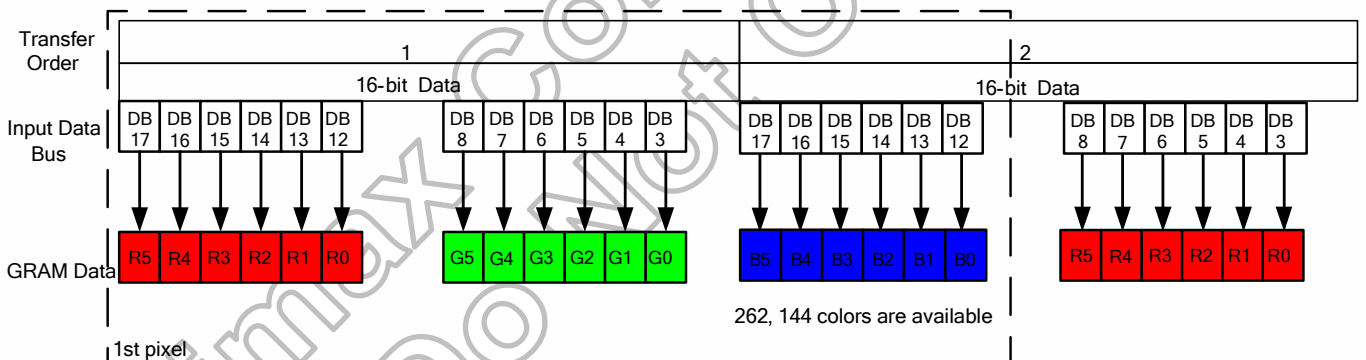 Transfer Order
1
2
16-bit Data
16-bit Data
Input Data Bus
DB 17 DB 16 DB 15 DB 14 DB 13 DB 12
DB 8 DB 7 DB 6 DB 5 DB 4 DB 3
DB 17 DB 16 DB 15 DB 14 DB 13 DB 12
DB 8 DB 7 DB 6 DB 5 DB 4 DB 3
GRAM Data
R5 R4 R3 R2 R1 R0
G5 G4 G3 G2 G1 G0
B5 B4 B3 B2 B1 B0
R5 R4 R3 R2 R1 R0
262, 144 colors are available
1st pixel
Do Not